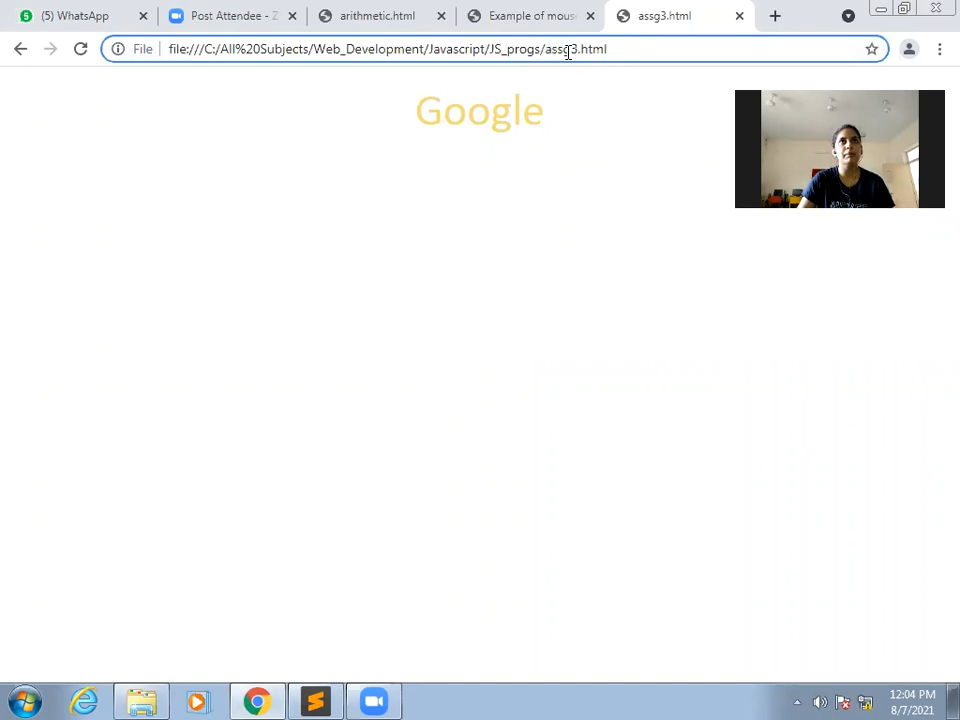 (5) WhatsApp
Post Attendee - Z
arithmetic.html
Example of mouse
assg3.html
File
file:///C:/All%20Subjects/Web_Development/Javascript/JS_progs/assg3.html
Google
12:04 PM
8/7/2021